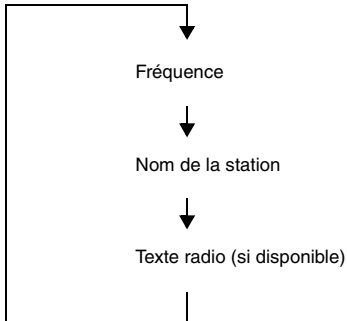 Fréquence
Nom de la station
Texte radio (si disponible)